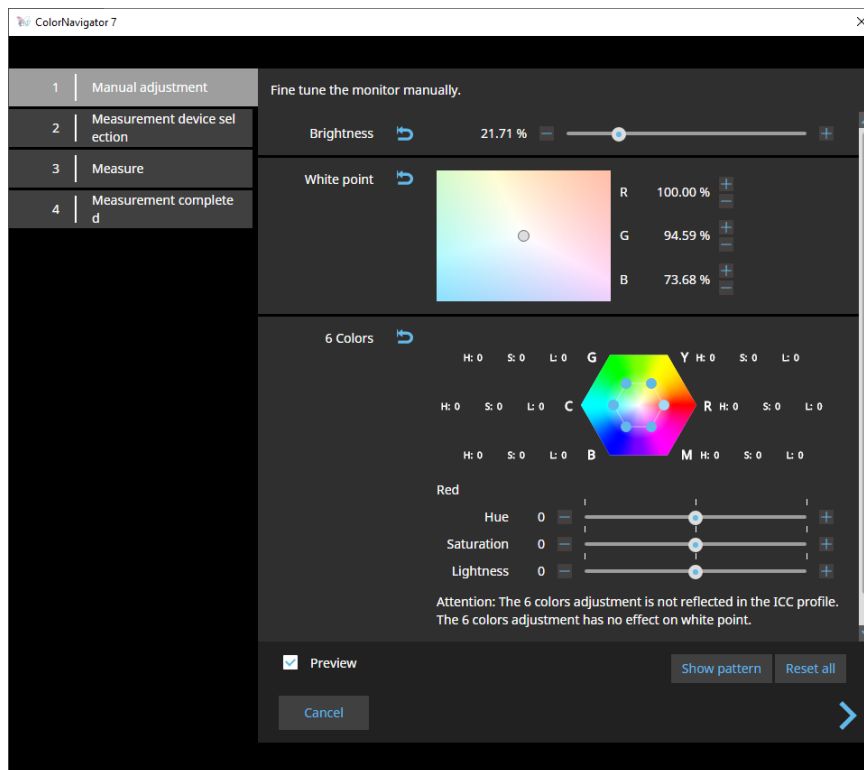 ColorNavigator 7
1 Manual adjustment
2 Measurement device sel
ection
3 Measure
4 Measurement complete
d
Fine tune the monitor manually.
Brightness 21.71 %
White point
R 100.00 %
G 94.59 %
B 73.68 %
6 Colors
H: 0 S: 0 L: 0 G Y H: 0 S: 0 L: 0
H: 0 S: 0 L: 0 C R H: 0 S: 0 L: 0
H: 0 S: 0 L: 0 B M H: 0 S: 0 L: 0
Red
Hue 0
Saturation 0
Lightness 0
Attention: The 6 colors adjustment is not reflected in the ICC profile.
The 6 colors adjustment has no effect on white point.
Preview
Show pattern Reset all
Cancel